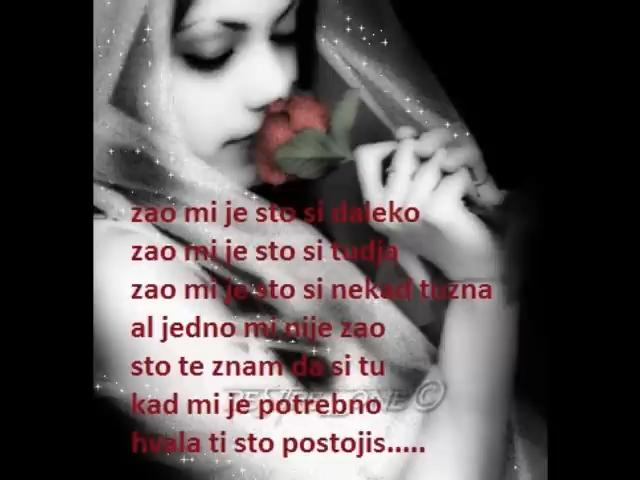 zao mi je sto si daleko
zao mi je sto si tudja
zao mi je sto si nekad tuzna
al jedno mi nije zao
sto te znam da si tu
kad mi je potrebno
hvala ti sto postojis.....